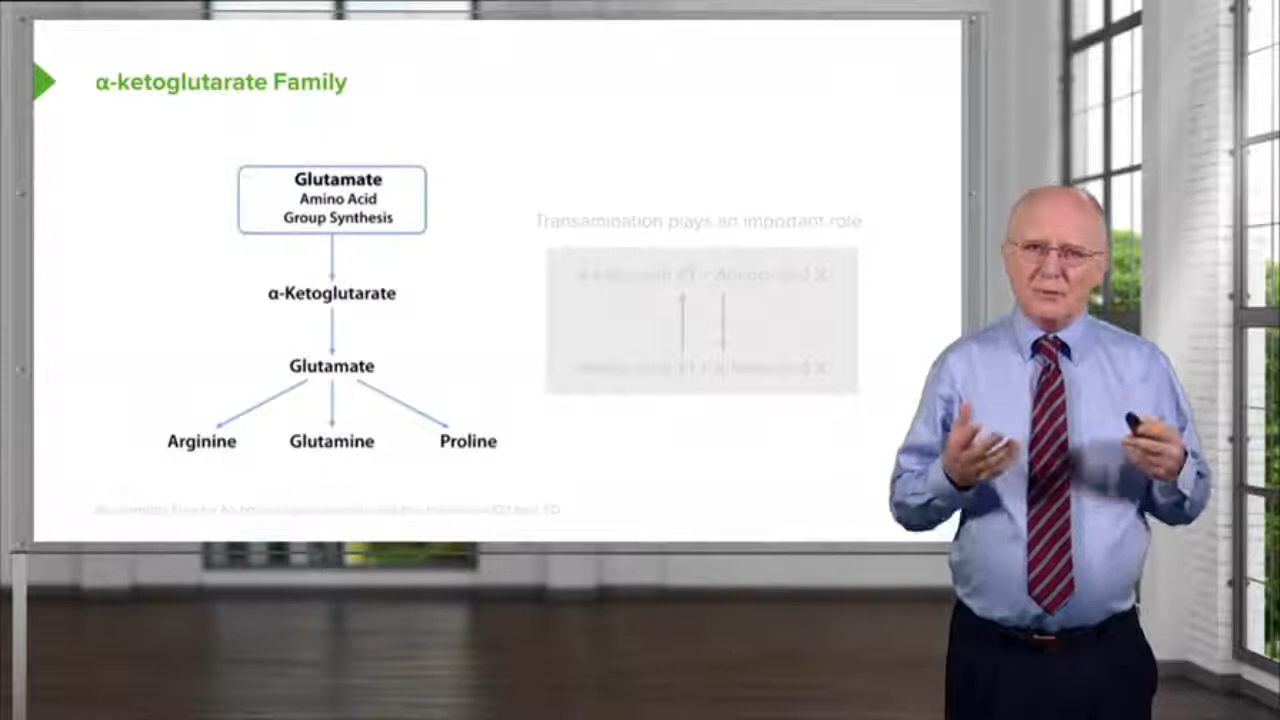 α-ketoglutarate Family
Glutamate
Amino Acid
Group Synthesis
α-Ketoglutarate
Glutamate
Arginine
Glutamine
Proline
Transamination plays an important role